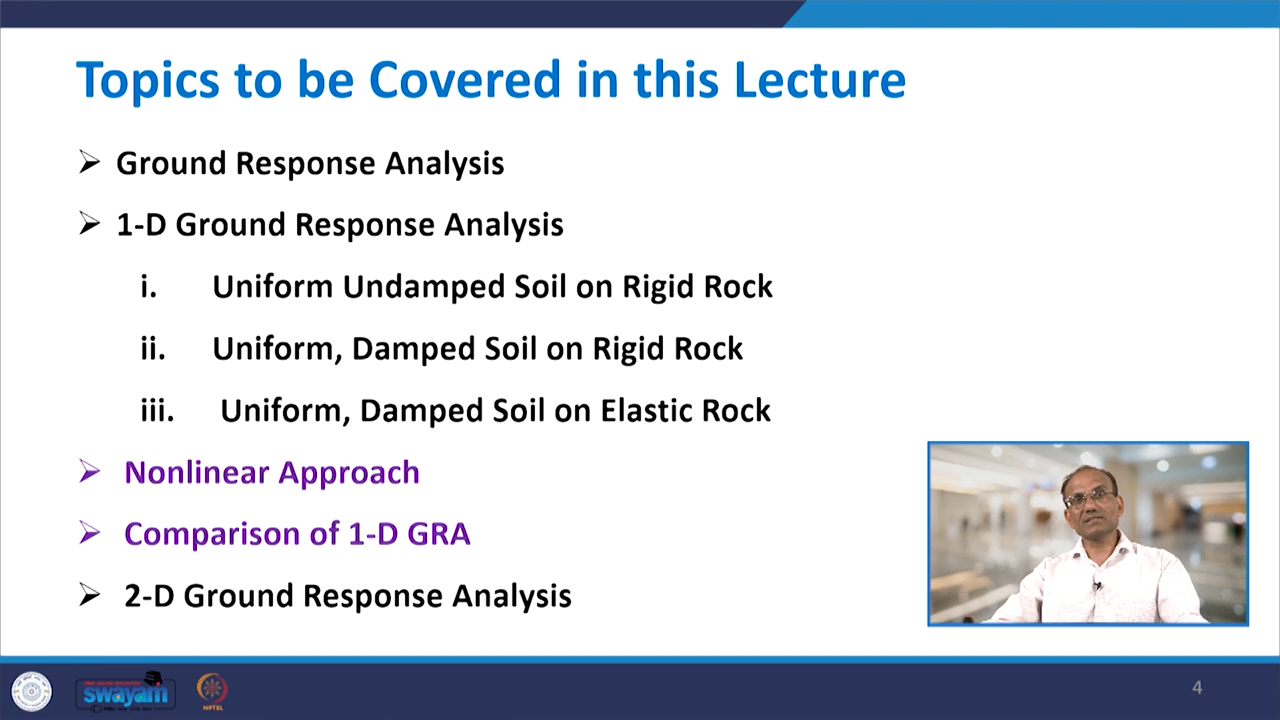 Topics to be Covered in this Lecture
➢ Ground Response Analysis
➢ 1-D Ground Response Analysis
i. Uniform Undamped Soil on Rigid Rock
ii. Uniform, Damped Soil on Rigid Rock
iii. Uniform, Damped Soil on Elastic Rock
➢ Nonlinear Approach
➢ Comparison of 1-D GRA
➢ 2-D Ground Response Analysis
swayam
NPTEL
4